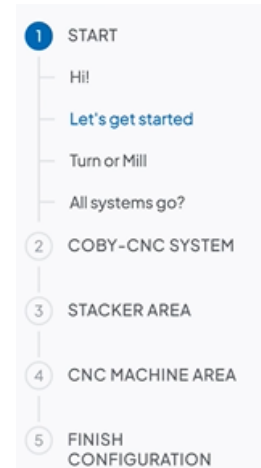 1 START
Hi!
Let's get started
Turn or Mill
All systems go?
2 COBY-CNC SYSTEM
3 STACKER AREA
4 CNC MACHINE AREA
5 FINISH
CONFIGURATION